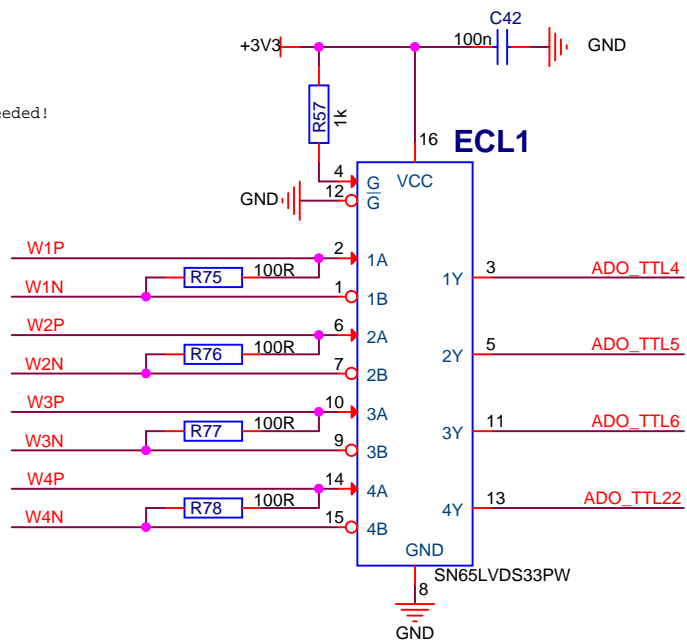 C42
+3V3
100n
GND
eeded!
R57
1k
16
ECL1
4
G
VCC
GND
12
G
W1P
2
1A
R75
100R
1Y
3
ADO_TTL4
W1N
1
1B
W2P
6
2A
R76
100R
2Y
5
ADO_TTL5
W2N
7
2B
W3P
10
3A
R77
100R
3Y
11
ADO_TTL6
W3N
9
3B
W4P
14
4A
R78
100R
4Y
13
ADO_TTL22
W4N
15
4B
GND
SN65LVDS33PW
8
GND